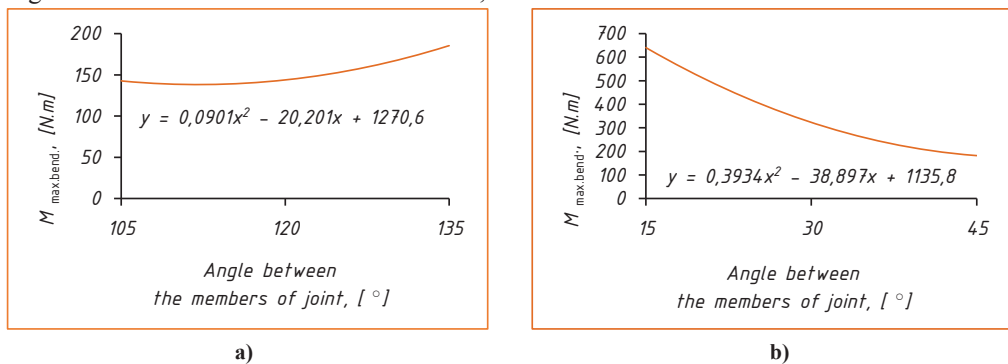 200
150
100
50
0
M max.bend., [N.m]
y = 0,0901x² – 20,201x + 1270,6
105 120 135
Angle between
the members of joint, [ °]
a)
700
600
500
400
300
200
100
0
M max.bend., [N.m]
y = 0,3934x² – 38,897x + 1135,8
15 30 45
Angle between
the members of joint, [ °]
b)